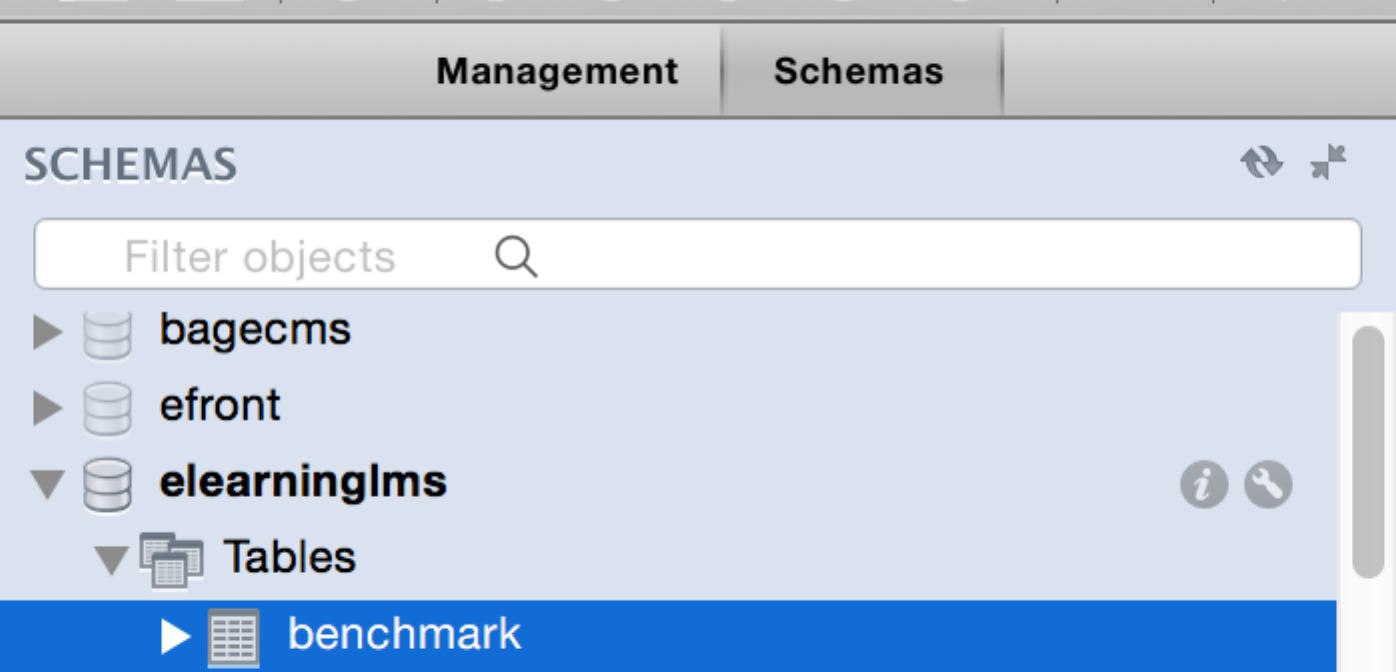 Management Schemas
SCHEMAS
Filter objects
bagecms
efront
elearninglms
Tables
benchmark